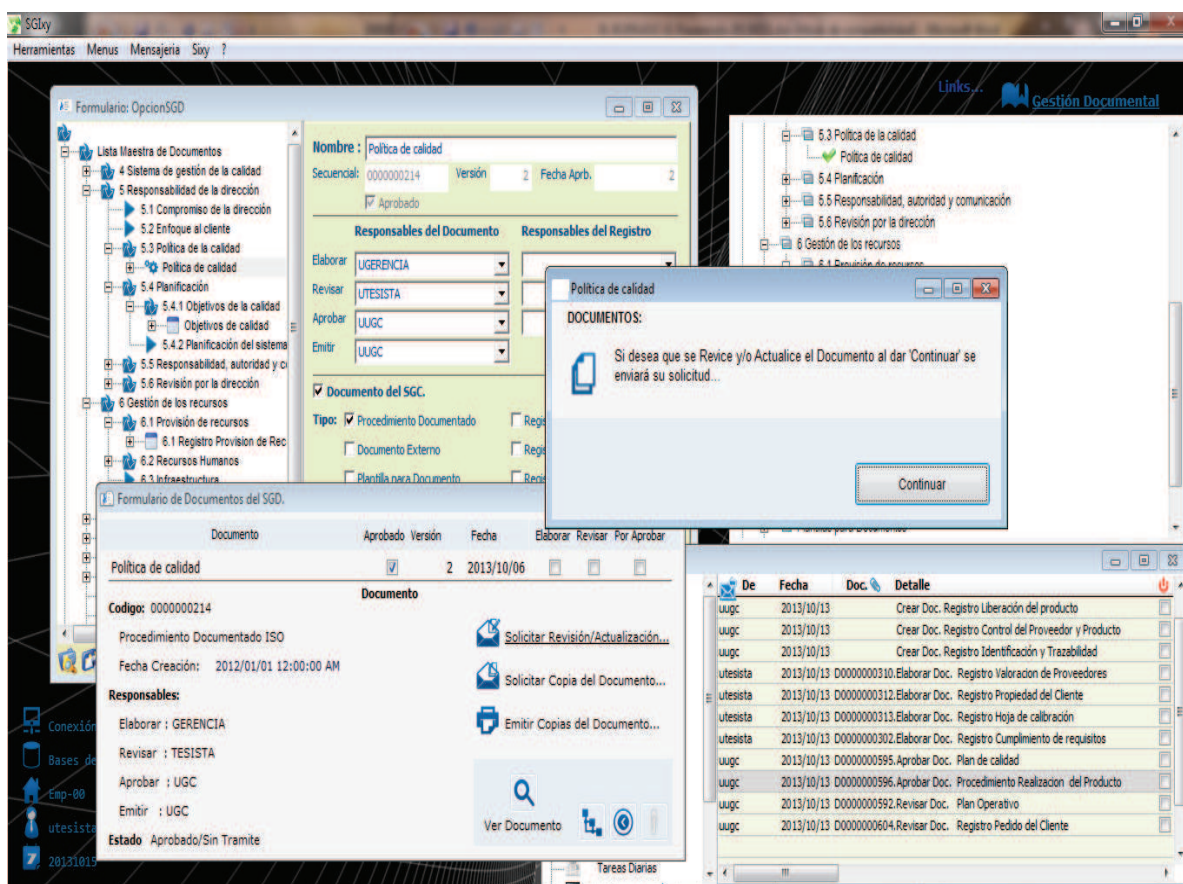 SGIxy
Herramientas Menus Mensajeria Sixy ?
Links...
Gestión Documental
Formulario: OpcionSGD
Lista Maestra de Documentos
4 Sistema de gestión de la calidad
5 Responsabilidad de la dirección
5.1 Compromiso de la dirección
5.2 Enfoque al cliente
5.3 Política de la calidad
Política de calidad
5.4 Planificación
5.4.1 Objetivos de la calidad
Objetivos de calidad
5.4.2 Planificación del sistema
5.5 Responsabilidad, autoridad y co
5.6 Revisión por la dirección
6 Gestión de los recursos
6.1 Provisión de recursos
6.1 Registro Provision de Rec
6.2 Recursos Humanos
6.3 Infraestructura
Nombre : Política de calidad
Secuencial: 0000000214 Versión 2 Fecha Aprb. 2
Aprobado
Responsables del Documento Responsables del Registro
Elaborar UGERENCIA
Revisar UTESISTA
Aprobar UUGC
Emitir UUGC
Documento del SGC.
Tipo: Procedimiento Documentado Regis
Documento Externo Regis
Plantilla para Documento Regis
5.3 Política de la calidad
Política de calidad
5.4 Planificación
5.5 Responsabilidad, autoridad y comunicación
5.6 Revisión por la dirección
6 Gestión de los recursos
6.1 Provisión de recursos
Política de calidad
DOCUMENTOS:
Si desea que se Revice y/o Actualice el Documento al dar 'Continuar' se
enviará su solicitud...
Continuar
Formulario de Documentos del SGD.
Documento Aprobado Versión Fecha Elaborar Revisar Por Aprobar
Política de calidad 2 2013/10/06
Documento
Codigo: 0000000214
Procedimiento Documentado ISO
Fecha Creación: 2012/01/01 12:00:00 AM
Responsables:
Elaborar : GERENCIA
Revisar : TESISTA
Aprobar : UGC
Emitir : UGC
Estado Aprobado/Sin Tramite
Solicitar Revisión/Actualización...
Solicitar Copia del Documento...
Emitir Copias del Documento...
Ver Documento
De Fecha Doc. Detalle
uugc 2013/10/13 Crear Doc. Registro Liberación del producto
uugc 2013/10/13 Crear Doc. Registro Control del Proveedor y Producto
uugc 2013/10/13 Crear Doc. Registro Identificación y Trazabilidad
utesista 2013/10/13 D0000000310. Elaborar Doc. Registro Valoracion de Proveedores
utesista 2013/10/13 D0000000312. Elaborar Doc. Registro Propiedad del Cliente
utesista 2013/10/13 D0000000313. Elaborar Doc. Registro Hoja de calibración
utesista 2013/10/13 D0000000302. Elaborar Doc. Registro Cumplimiento de requisitos
uugc 2013/10/13 D0000000595. Aprobar Doc. Plan de calidad
uugc 2013/10/13 D0000000596. Aprobar Doc. Procedimiento Realizacion del Producto
uugc 2013/10/13 D0000000592. Revisar Doc. Plan Operativo
uugc 2013/10/13 D0000000604. Revisar Doc. Registro Pedido del Cliente
Tareas Diarias
Conexión
Bases de
Emp-00
utesista
7 20131015